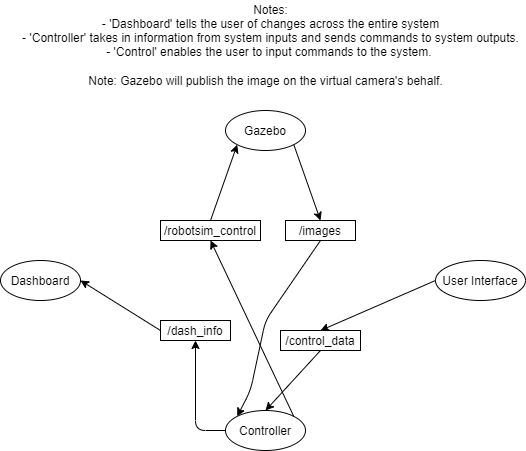 Notes:
- 'Dashboard' tells the user of changes across the entire system
- 'Controller' takes in information from system inputs and sends commands to system outputs.
- 'Control' enables the user to input commands to the system.
Note: Gazebo will publish the image on the virtual camera's behalf.
Gazebo
/robotsim_control
/images
Dashboard
User Interface
/dash_info
/control_data
Controller